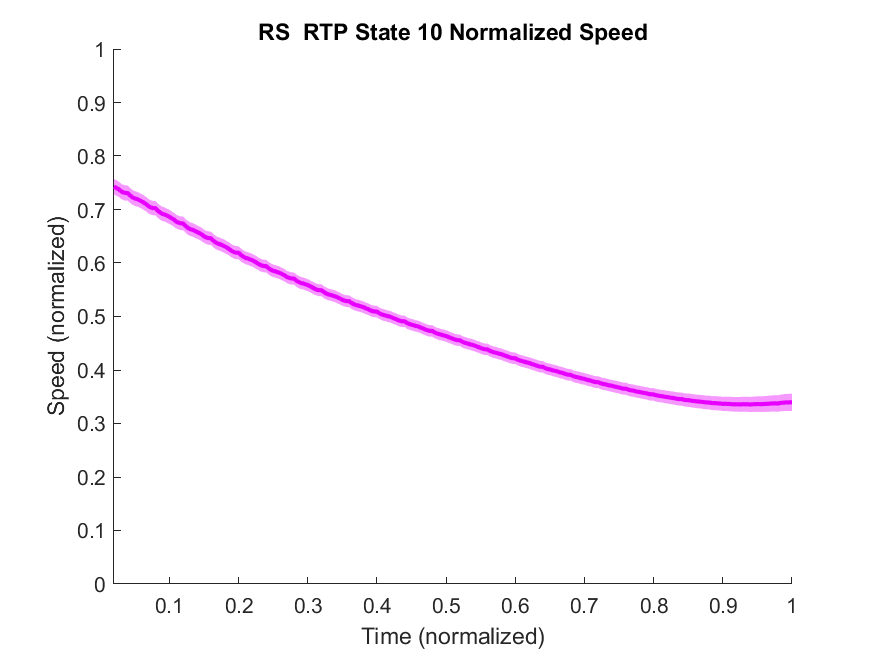 RS  RTP State 10 Normalized Speed
1
0.9
0.8
0.7
0.6
0.5
0.4
0.3
0.2
0.1
0
Speed (normalized)
0.1 0.2 0.3 0.4 0.5 0.6 0.7 0.8 0.9 1
Time (normalized)